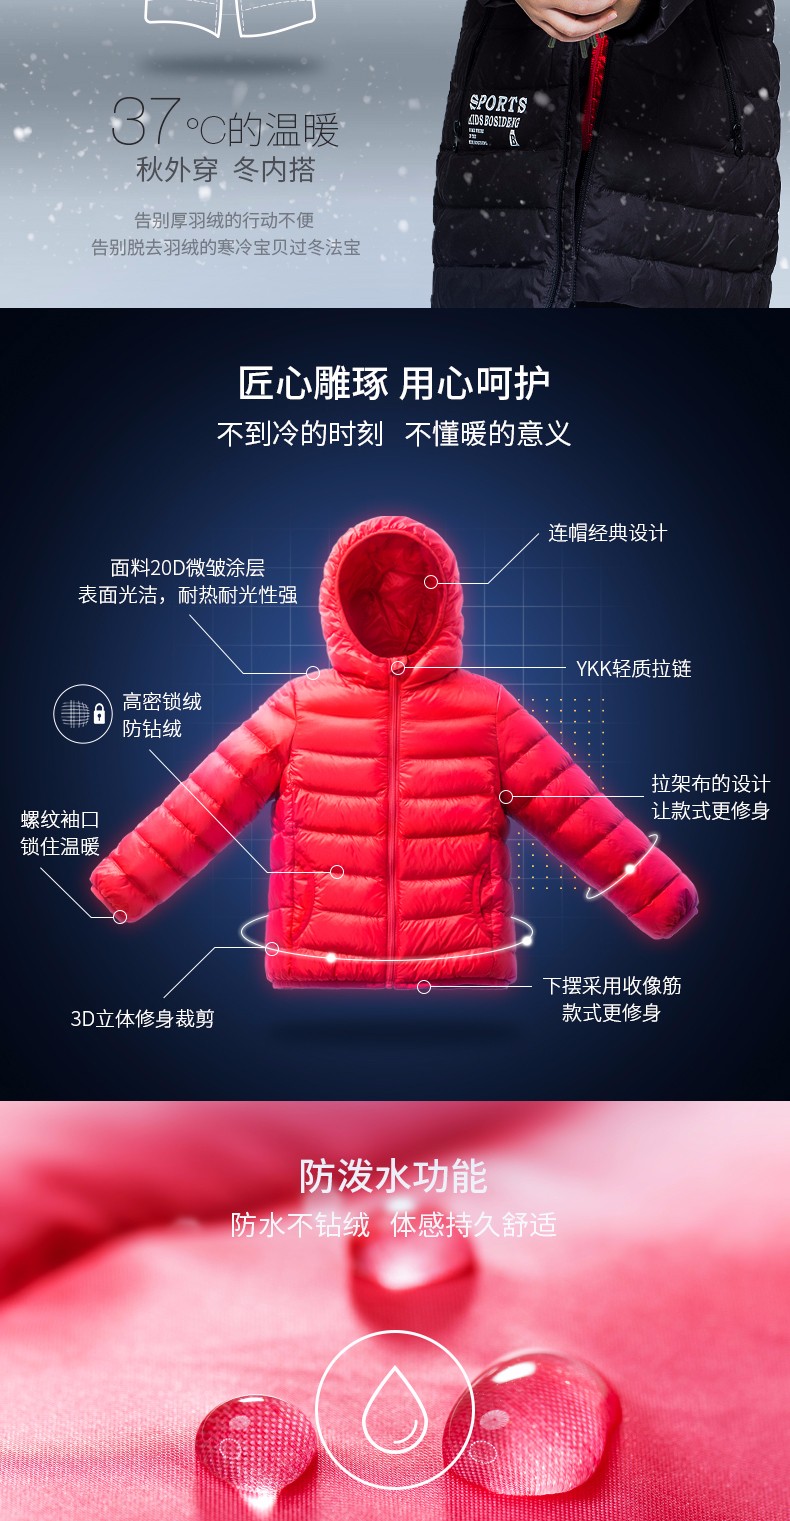 37℃的温暖
秋外穿 冬内搭
告别厚羽绒的行动不便
告别脱去羽绒的寒冷宝贝过冬法宝
SPORTS
KIDS BOSIDENG
匠心雕琢 用心呵护
不到冷的时刻 不懂暖的意义
连帽经典设计
面料20D微皱涂层
表面光洁，耐热耐光性强
YKK轻质拉链
高密锁绒
防钻绒
拉架布的设计
让款式更修身
螺纹袖口
锁住温暖
下摆采用收像筋
款式更修身
3D立体修身裁剪
防泼水功能
防水不钻绒 体感持久舒适